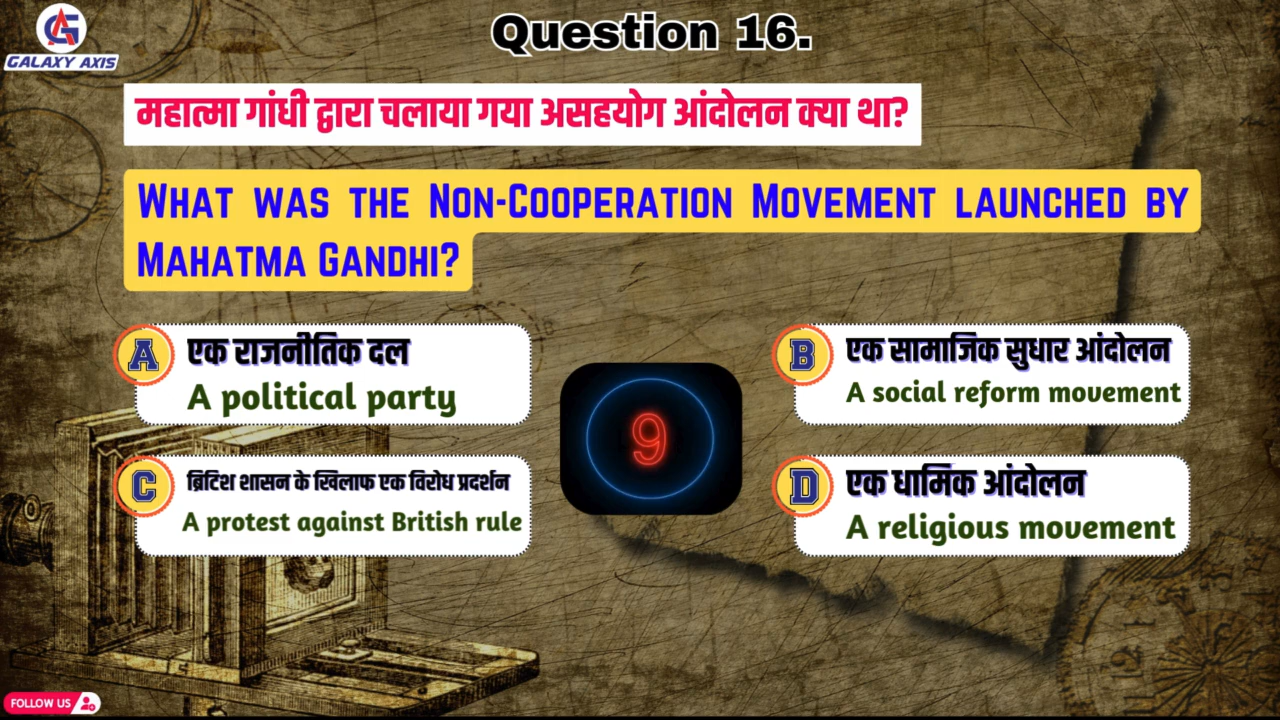 GALAXY AXIS
Question 16.
महात्मा गांधी द्वारा चलाया गया असहयोग आंदोलन क्या था?
WHAT WAS THE NON-COOPERATION MOVEMENT LAUNCHED BY
MAHATMA GANDHI?
A
एक राजनीतिक दल
A political party
B
एक सामाजिक सुधार आंदोलन
A social reform movement
9
C
ब्रिटिश शासन के खिलाफ एक विरोध प्रदर्शन
A protest against British rule
D
एक धार्मिक आंदोलन
A religious movement
FOLLOW US